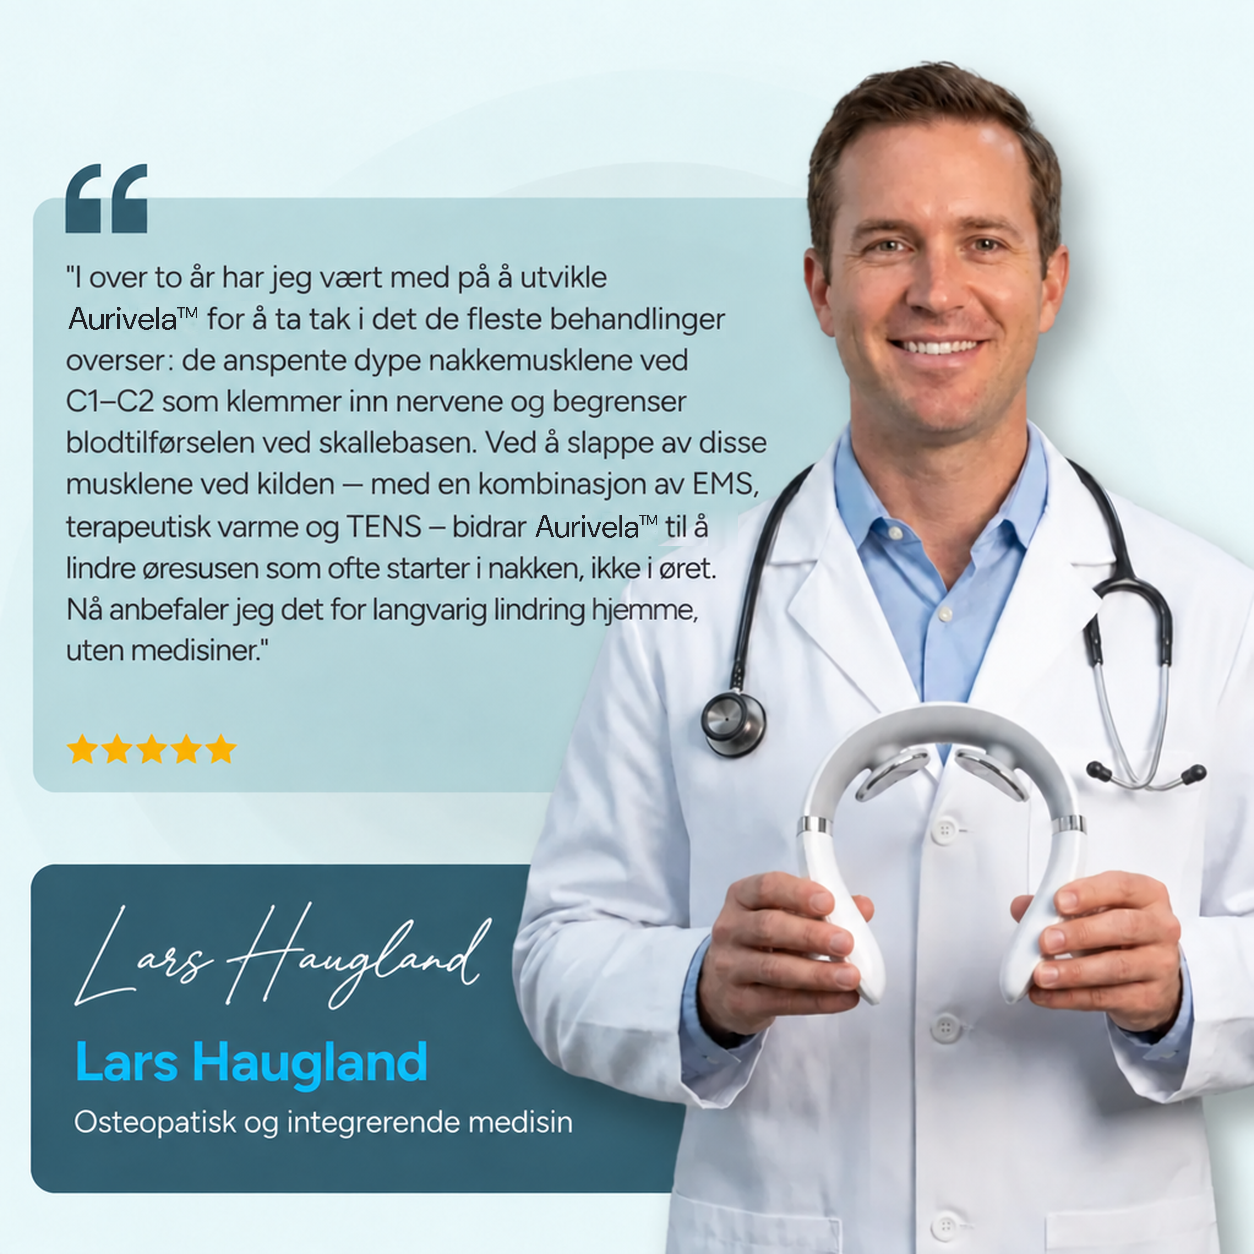 "I over to år har jeg vært med på å utvikle
Aurivela™ for å ta tak i det de fleste behandlinger
overser: de anspente dype nakkemusklene ved
C1–C2 som klemmer inn nervene og begrenser
blodtilførselen ved skallebasen. Ved å slappe av disse
musklene ved kilden – med en kombinasjon av EMS,
terapeutisk varme og TENS – bidrar Aurivela™ til å
lindre øresusen som ofte starter i nakken, ikke i øret.
Nå anbefaler jeg det for langvarig lindring hjemme,
uten medisiner."
Lars Haugland
Lars Haugland
Osteopatisk og integrerende medisin